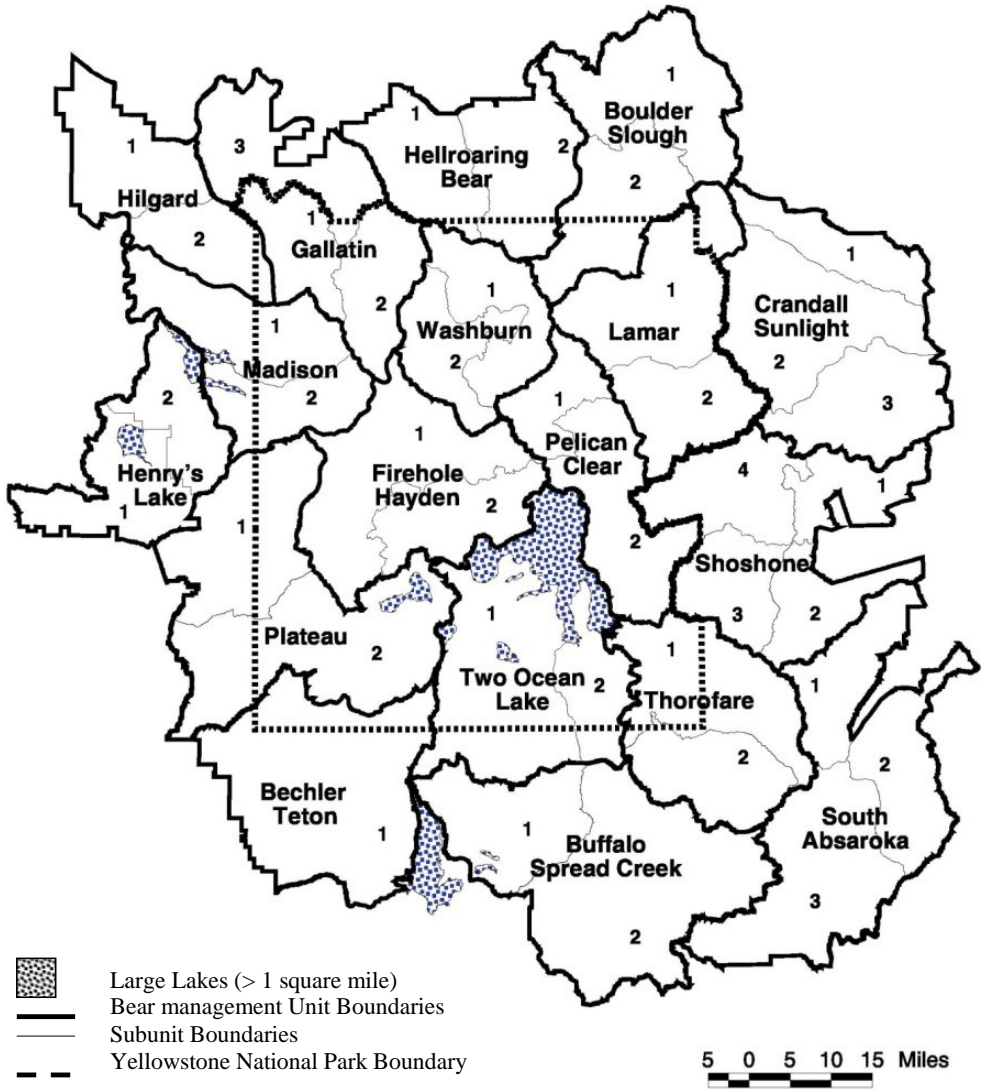 1
Boulder
Slough
1
Hellroaring
Bear
2
2
1
3
Hilgard
2
1
Gallatin
2
1
Washburn
2
1
Lamar
2
1
Crandall
Sunlight
2
3
1
Madison
2
2
Henry's
Lake
1
1
Firehole
Hayden
2
1
Pelican
Clear
2
4
1
Shoshone
3
2
1
Plateau
2
1
Two Ocean
Lake
2
1
Thorofare
2
1
2
South
Absaroka
3
Bechler
Teton
1
1
Buffalo
Spread Creek
2
Large Lakes (> 1 square mile)
Bear management Unit Boundaries
Subunit Boundaries
Yellowstone National Park Boundary
5 0 5 10 15 Miles